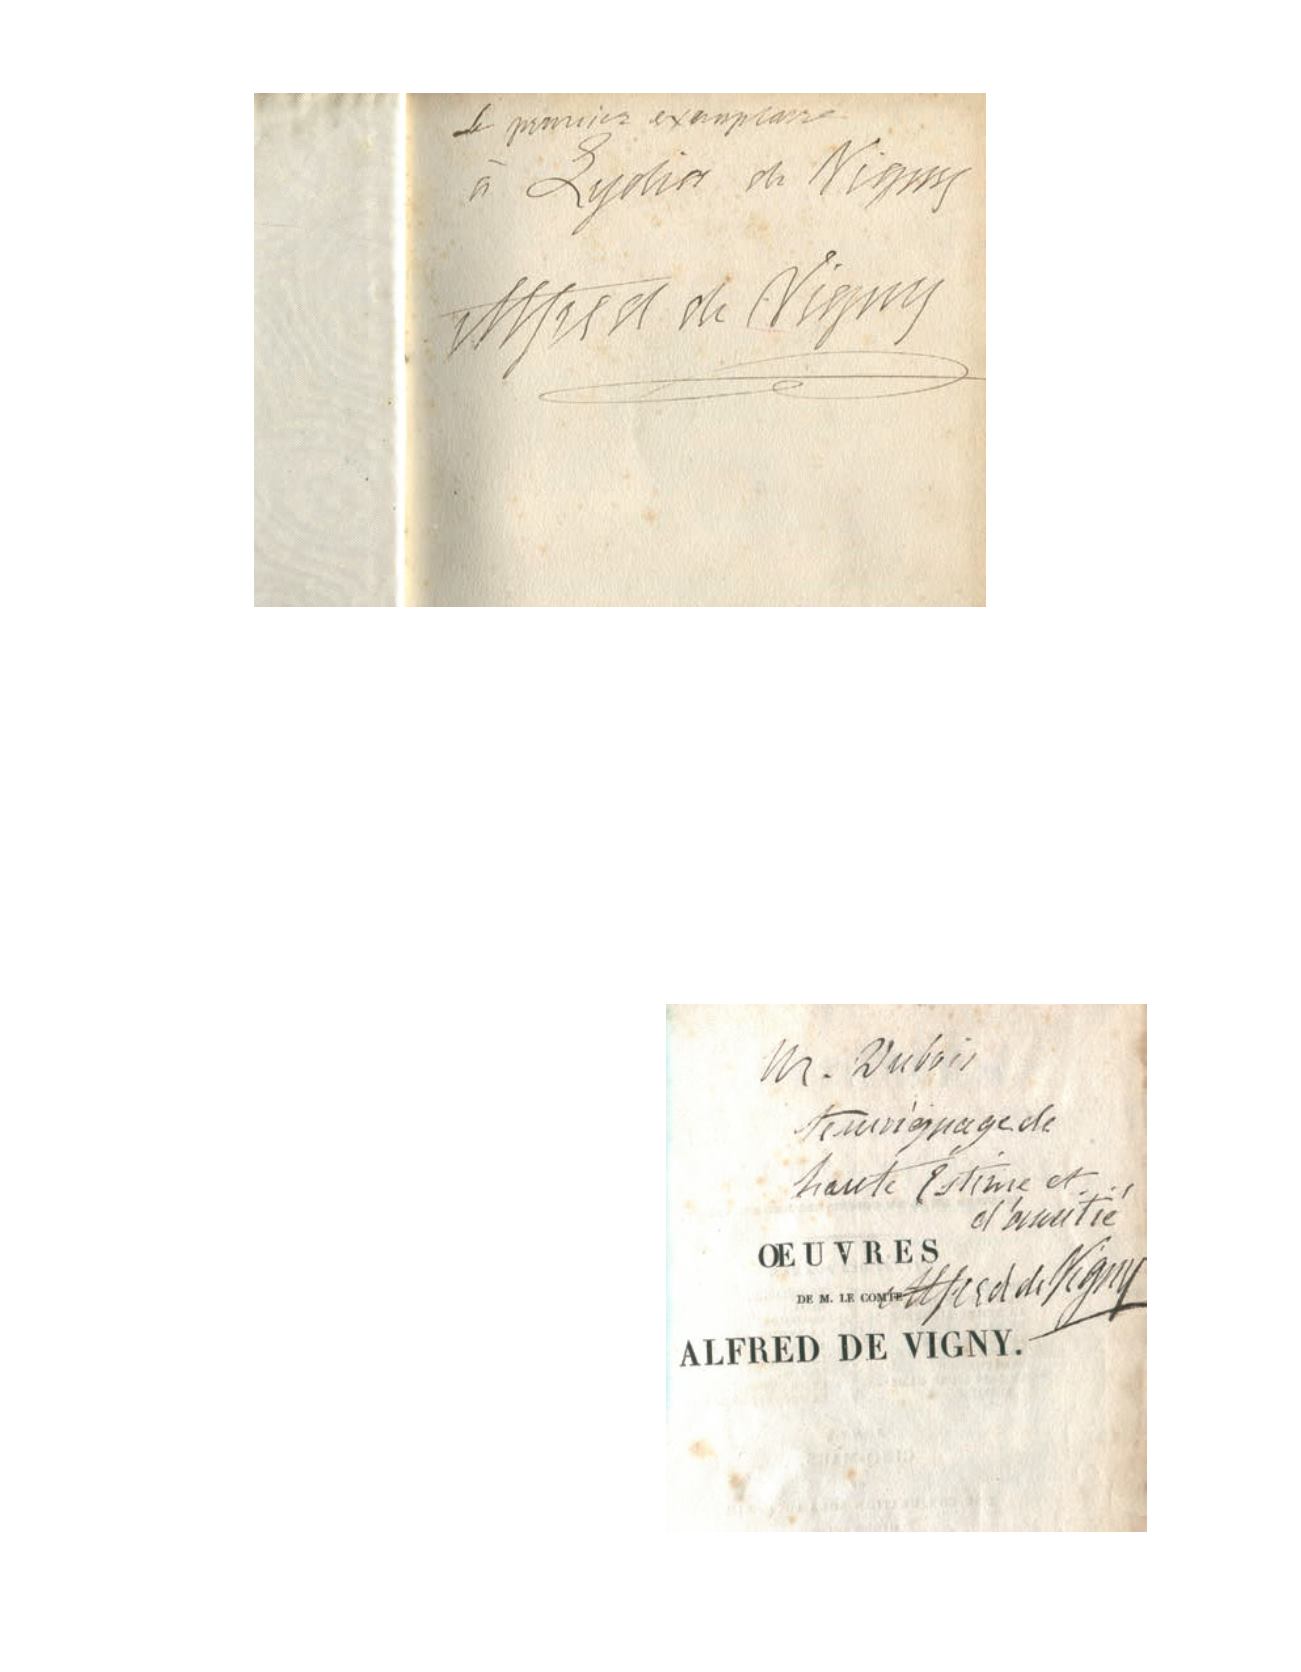 Le premier exemplaire
à Lydia de Vigny
Alfred de Vigny
Mr. Dubois
témoignage de
haute Estime et
d'amitié
ŒUVRES
DE M. LE COMTE
Alfred de Vigny
ALFRED DE VIGNY.